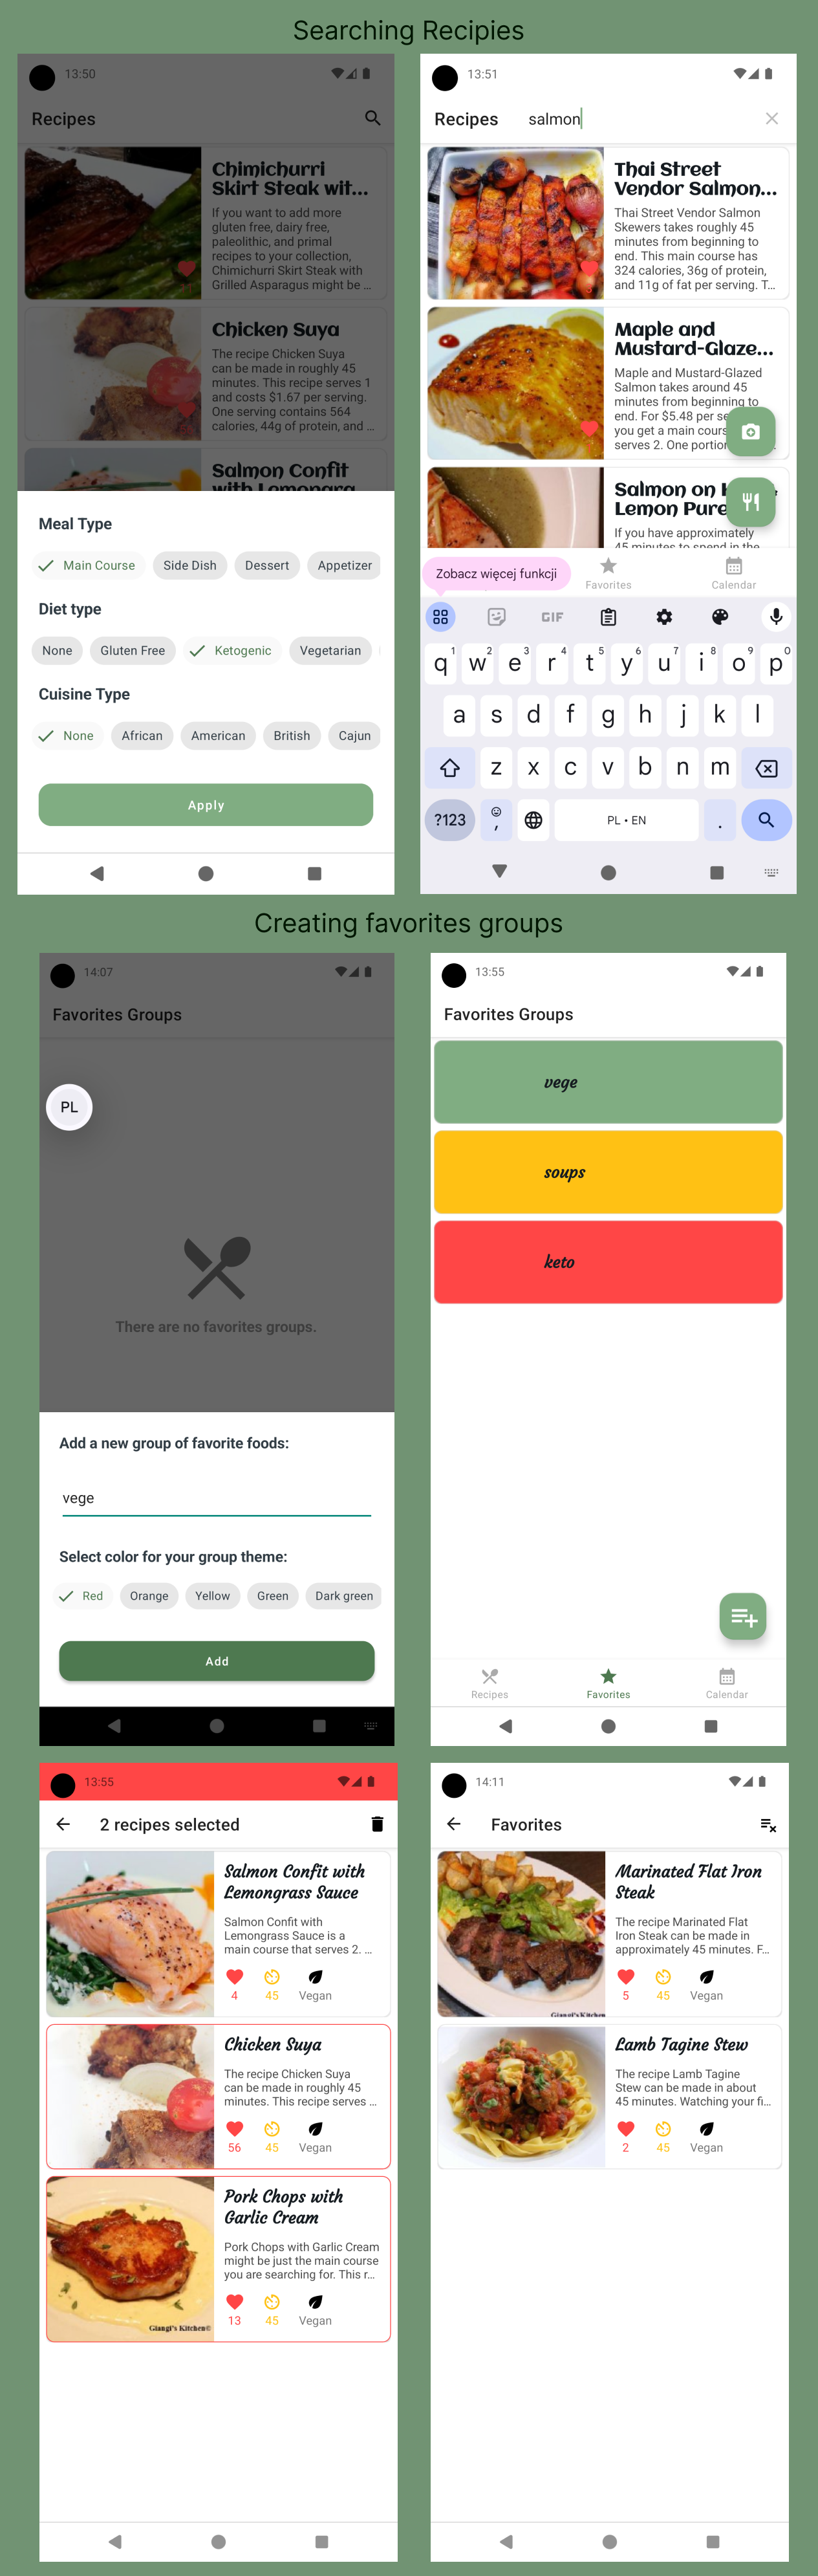 Searching Recipies
13:50
Recipes
Chimichurri
Skirt Steak wit...
If you want to add more
gluten free, dairy free,
paleolithic, and primal
recipes to your collection,
Chimichurri Skirt Steak with
Grilled Asparagus might be ...
Chicken Suya
The recipe Chicken Suya
can be made in roughly 45
minutes. This recipe serves 1
and costs $1.67 per serving.
One serving contains 564
calories, 44g of protein, and ...
Salmon Confit
with Lemongra
Meal Type
Main Course
Side Dish
Dessert
Appetizer
Diet type
None
Gluten Free
Ketogenic
Vegetarian
Cuisine Type
None
African
American
British
Cajun
Apply
13:51
Recipes
salmon
Thai Street
Vendor Salmon...
Thai Street Vendor Salmon
Skewers takes roughly 45
minutes from beginning to
end. This main course has
324 calories, 36g of protein,
and 11g of fat per serving. T...
Maple and
Mustard-Glaze...
Maple and Mustard-Glazed
Salmon takes around 45
minutes from beginning to
end. For $5.48 per se
you get a main cour
serves 2. One portion
Salmon on
Lemon Pure
If you have approximately
45 minutes to spend in the
Zobacz więcej funkcji
Favorites
Calendar
GIF
q1 w2 e3 r4 t5 y6 u7 i8 o9 p0
a s d f g h j k l
z x c v b n m
?123 , PL • EN .
Creating favorites groups
14:07
Favorites Groups
PL
There are no favorites groups.
Add a new group of favorite foods:
vege
Select color for your group theme:
Red
Orange
Yellow
Green
Dark green
Add
13:55
Favorites Groups
vege
soups
keto
Recipes
Favorites
Calendar
13:55
2 recipes selected
Salmon Confit with
Lemongrass Sauce
Salmon Confit with
Lemongrass Sauce is a
main course that serves 2. ...
4 45 Vegan
Chicken Suya
The recipe Chicken Suya
can be made in roughly 45
minutes. This recipe serves ...
56 45 Vegan
Pork Chops with
Garlic Cream
Pork Chops with Garlic Cream
might be just the main course
you are searching for. This r...
Giangi's Kitchen©
13 45 Vegan
14:11
Favorites
Marinated Flat Iron
Steak
The recipe Marinated Flat
Iron Steak can be made in
approximately 45 minutes. F...
Giangi's Kitchen
5 45 Vegan
Lamb Tagine Stew
The recipe Lamb Tagine
Stew can be made in about
45 minutes. Watching your fi...
2 45 Vegan